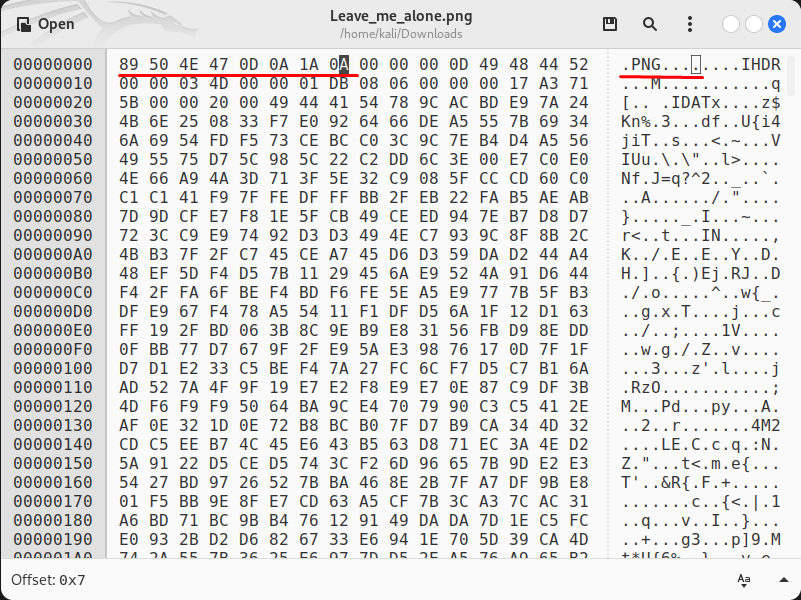 Open
Leave_me_alone.png
/home/kali/Downloads
00000000 89 50 4E 47 0D 0A 1A 0A 00 00 00 0D 49 48 44 52 .PNG........IHDR
00000010 00 00 03 4D 00 00 01 DB 08 06 00 00 00 17 A3 71 ...M...........q
00000020 5B 00 00 20 00 49 44 41 54 78 9C AC BD E9 7A 24 [.. .IDATx....z$
00000030 4B 6E 25 08 33 F7 E0 92 64 66 DE A5 55 7B 69 34 Kn%.3...df..U{i4
00000040 6A 69 54 FD F5 73 CE BC C0 3C 9C 7E B4 D4 A5 56 jiT..s...<.~...V
00000050 49 55 75 D7 5C 98 5C 22 C2 DD 6C 3E 00 E7 C0 E0 IUu.\.\"..l>....
00000060 4E 66 A9 4A 3D 71 3F 5E 32 C9 08 5F CC CD 60 C0 Nf.J=q?^2.._..`.
00000070 C1 C1 41 F9 7F FE DF FF BB 2F EB 22 FA B5 AE AB ..A....../."....
00000080 7D 9D CF E7 F8 1E 5F CB 49 CE ED 94 7E B7 D8 D7 }....._.I...~...
00000090 72 3C C9 E9 74 92 D3 D3 49 4E C7 93 9C 8F 8B 2C r<..t...IN.....,
000000A0 4B B3 7F 2F C7 45 CE A7 45 D6 D3 59 DA D2 44 A4 K../.E..E..Y..D.
000000B0 48 EF 5D F4 D5 7B 11 29 45 6A E9 52 4A 91 D6 44 H.]..{.)Ej.RJ..D
000000C0 F4 2F FA 6F BE F4 BD F6 FE 5E A5 E9 77 7B 5F B3 ./.o.....^..w{_.
000000D0 DF E9 67 F4 78 A5 54 11 F1 DF D5 6A 1F 12 D1 63 ..g.x.T....j...c
000000E0 FF 19 2F BD 06 3B 8C 9E B9 E8 31 56 FB D9 8E DD ../..;....1V....
000000F0 0F BB 77 D7 67 9F 2F E9 5A E3 98 76 17 0D 7F 1F ..w.g./.Z..v....
00000100 D7 D1 E2 33 C5 BE F4 7A 27 FC 6C F7 D5 C7 B1 6A ...3...z'.l....j
00000110 AD 52 7A 4F 9F 19 E7 E2 F8 E9 E7 0E 87 C9 DF 3B .RzO...........;
00000120 4D F6 F9 F9 50 64 BA 9C E4 70 79 90 C3 C5 41 2E M...Pd...py...A.
00000130 AF 0E 32 1D 0E 72 B8 BC B0 7F D7 B9 CA 34 4D 32 ..2..r.......4M2
00000140 CD C5 EE B7 4C 45 E6 43 B5 63 D8 71 EC 3A 4E D2 ....LE.C.c.q.:N.
00000150 5A 91 22 D5 CE D5 74 3C F2 6D 96 65 7B 9D E2 E3 Z."...t<.m.e{...
00000160 54 27 BD 97 26 52 7B BA 46 8E 2B 7F A7 DF 9B E8 T'..&R{.F.+.....
00000170 01 F5 BB 9E 8F E7 CD 63 A5 CF 7B 3C A3 7C AC 31 .......c..{<.|.1
00000180 A6 BD 71 BC 9B B4 76 12 91 49 DA DA 7D 1E C5 FC ..q...v..I..}...
00000190 E0 93 2B D2 D6 82 67 33 E6 94 1E 70 5D 39 CA 4D ..+...g3...p]9.M
Offset: 0x7
Aa